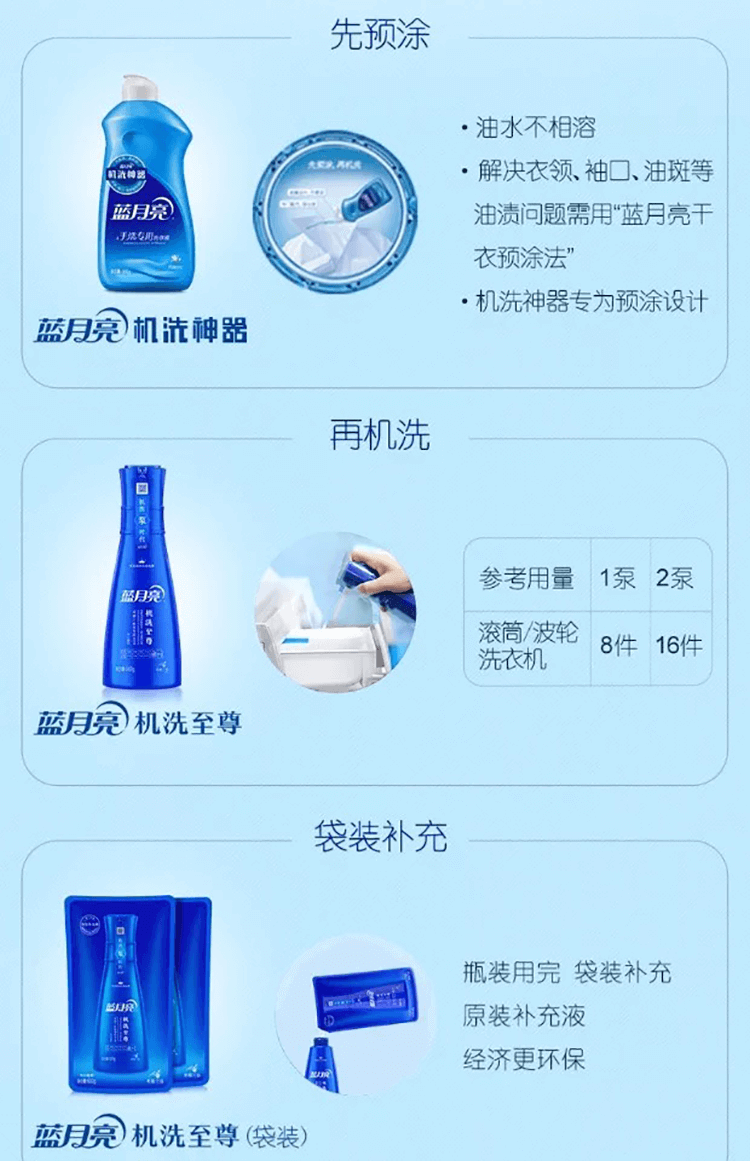 先预涂
机洗神器
蓝月亮
手洗专用
先预涂,再机洗
• 油水不相溶
• 解决衣领、袖口、油斑等
油渍问题需用“蓝月亮干
衣预涂法”
• 机洗神器专为预涂设计
蓝月亮 机洗神器
再机洗
蓝月亮
机洗至尊
参考用量 1泵 2泵
滚筒/波轮
洗衣机 8件 16件
蓝月亮 机洗至尊
袋装补充
蓝月亮
机洗至尊
瓶装用完 袋装补充
原装补充液
经济更环保
蓝月亮
蓝月亮 机洗至尊(袋装)